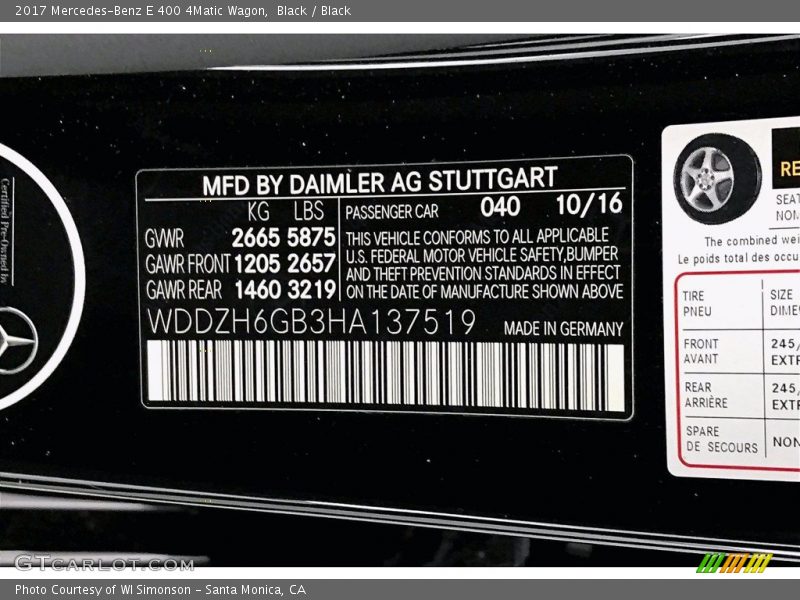 2017 Mercedes-Benz E 400 4Matic Wagon, Black / Black
Certified Pre-Owned by
MFD BY DAIMLER AG STUTTGART
KG LBS
GVWR 2665 5875
GAWR FRONT 1205 2657
GAWR REAR 1460 3219
PASSENGER CAR 040 10/16
THIS VEHICLE CONFORMS TO ALL APPLICABLE
U.S. FEDERAL MOTOR VEHICLE SAFETY,BUMPER
AND THEFT PREVENTION STANDARDS IN EFFECT
ON THE DATE OF MANUFACTURE SHOWN ABOVE
WDDZH6GB3HA137519 MADE IN GERMANY
The combined
Le poids total des
TIRE SIZE
PNEU
FRONT 245/
AVANT
REAR 245/
ARRIÈRE
SPARE
DE SECOURS
GTCARLOT.COM
Photo Courtesy of WI Simonson - Santa Monica, CA